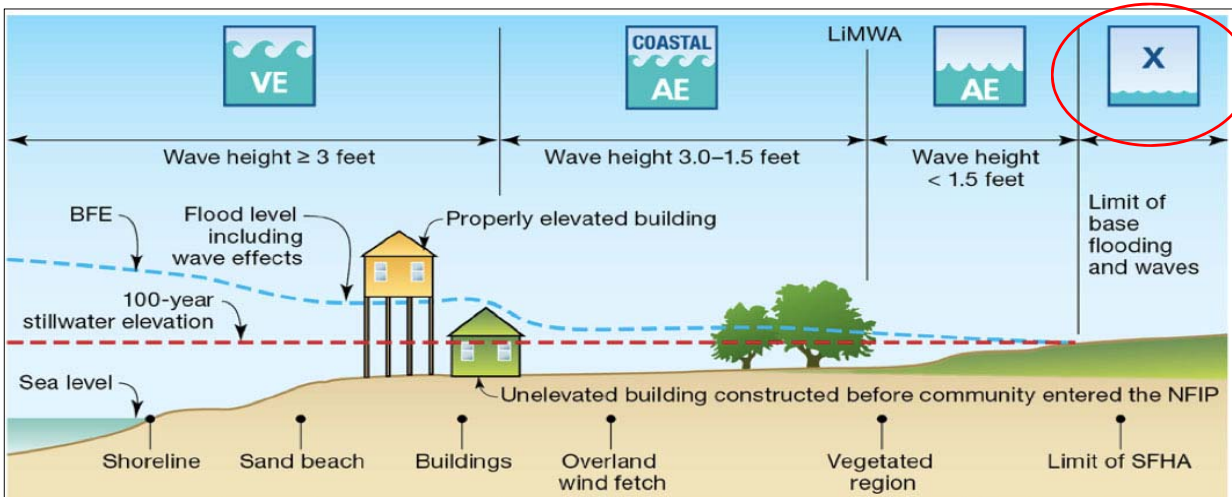 VE
COASTAL
AE
LiMWA
AE
X
Wave height ≥ 3 feet
Wave height 3.0–1.5 feet
Wave height
< 1.5 feet
BFE
Flood level
including
wave effects
Properly elevated building
Limit of
base
flooding
and waves
100-year
stillwater elevation
Sea level
Unelevated building constructed before community entered the NFIP
Shoreline
Sand beach
Buildings
Overland
wind fetch
Vegetated
region
Limit of SFHA